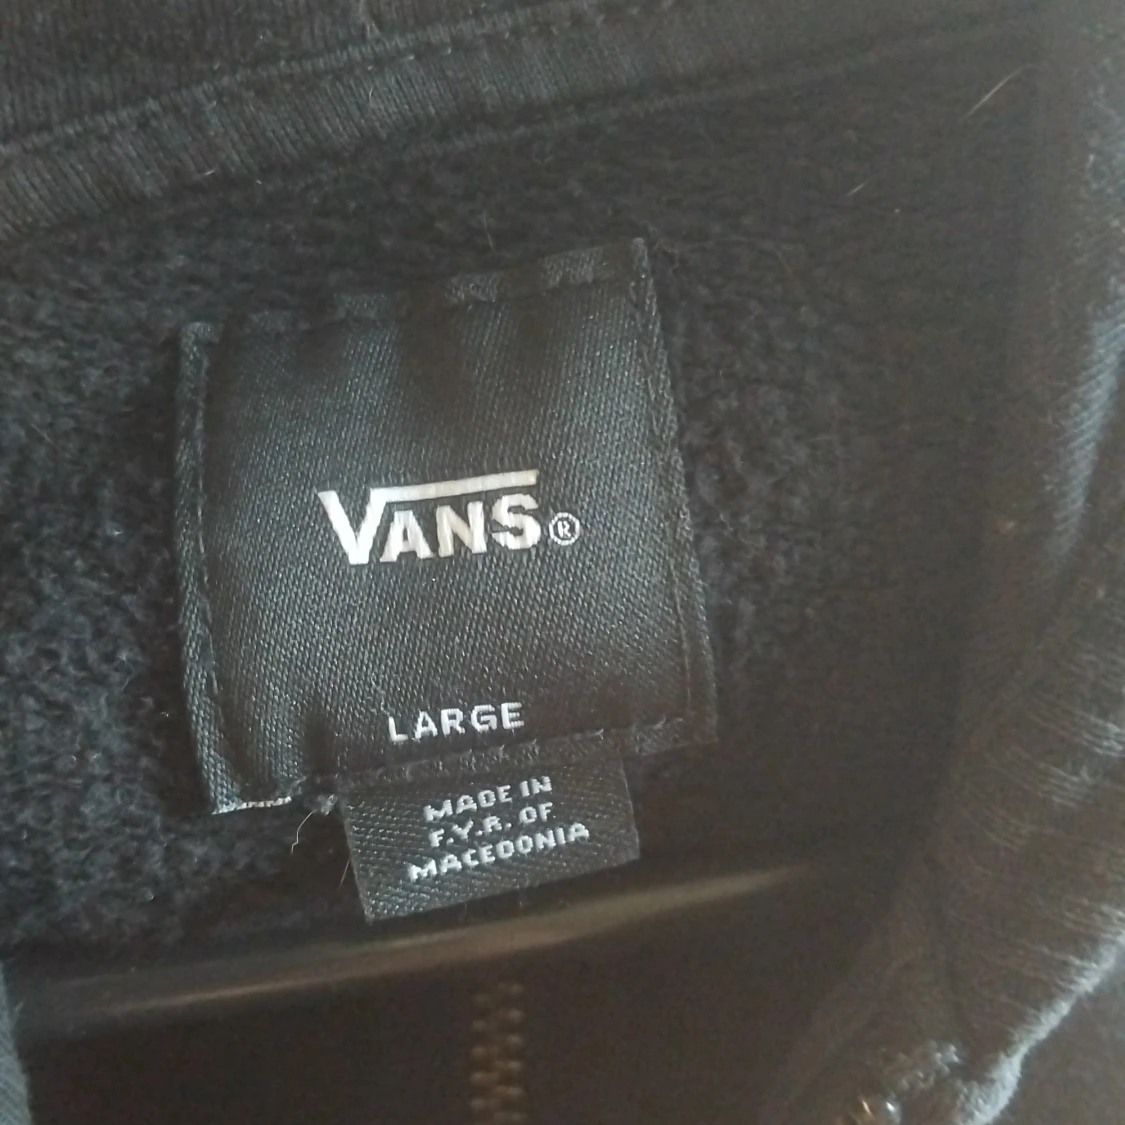 VANS®
LARGE
MADE IN
F.Y.R. OF
MACEDONIA